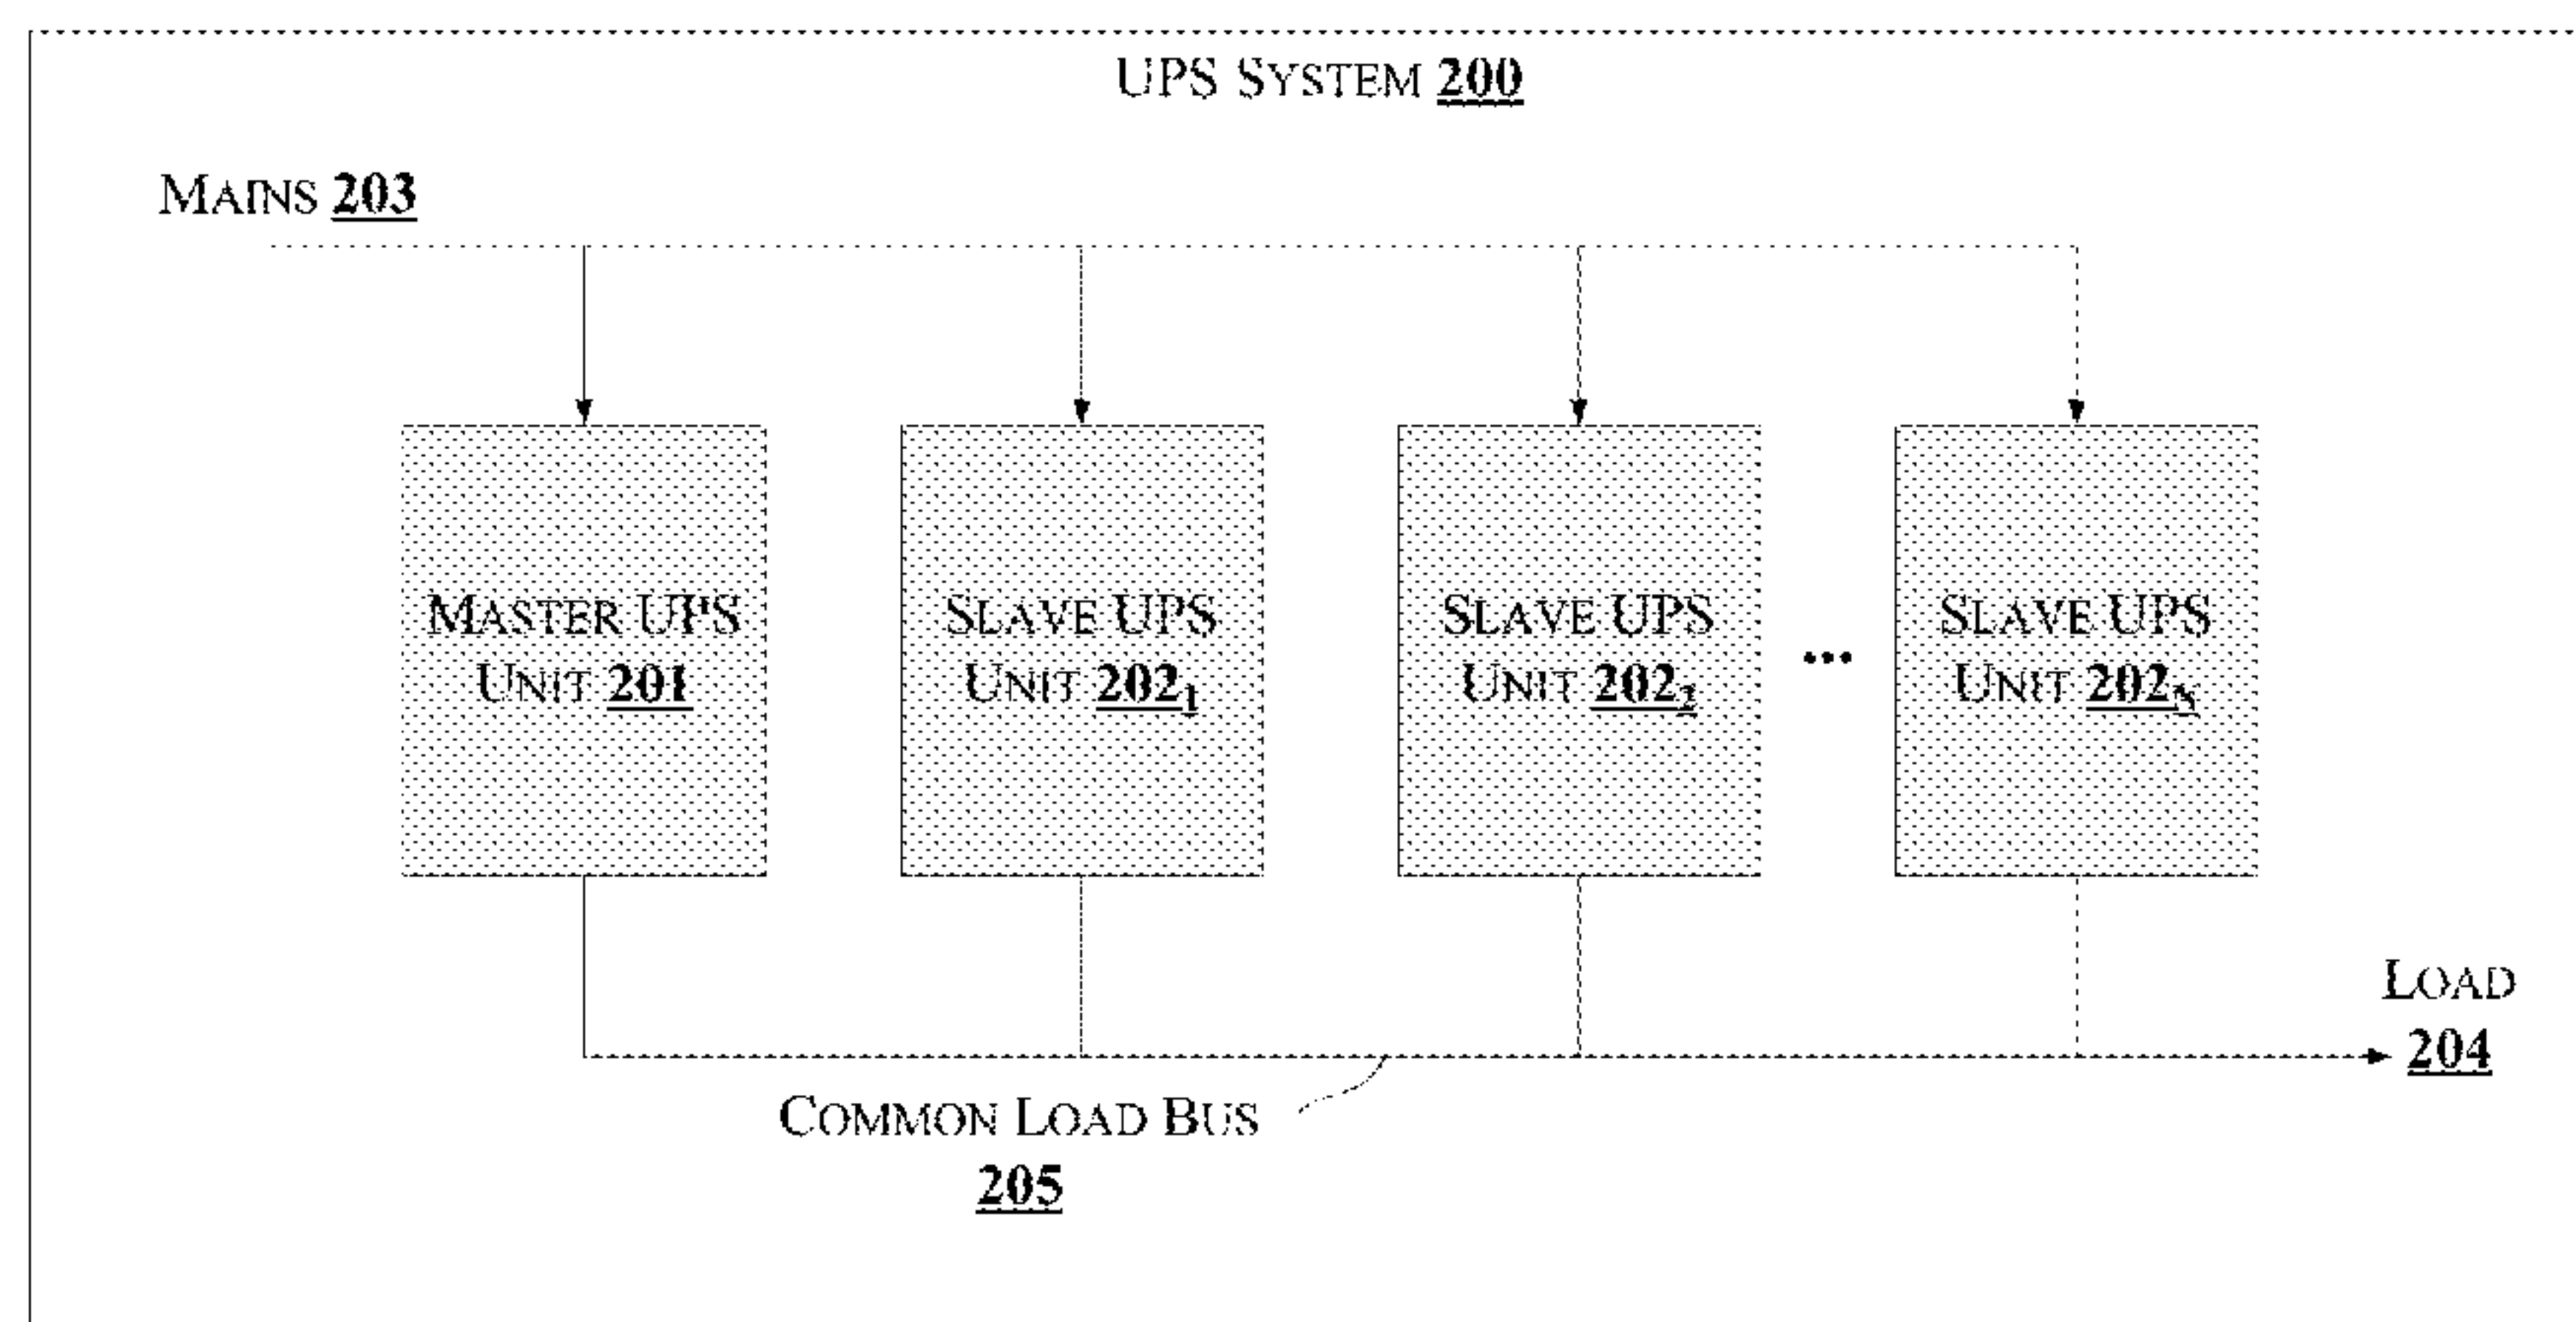 UPS SYSTEM 200
MAINS 203
MASTER UPS
UNIT 201
SLAVE UPS
UNIT 202₁
SLAVE UPS
UNIT 202₂
...
SLAVE UPS
UNIT 202ɴ
LOAD
204
COMMON LOAD BUS
205